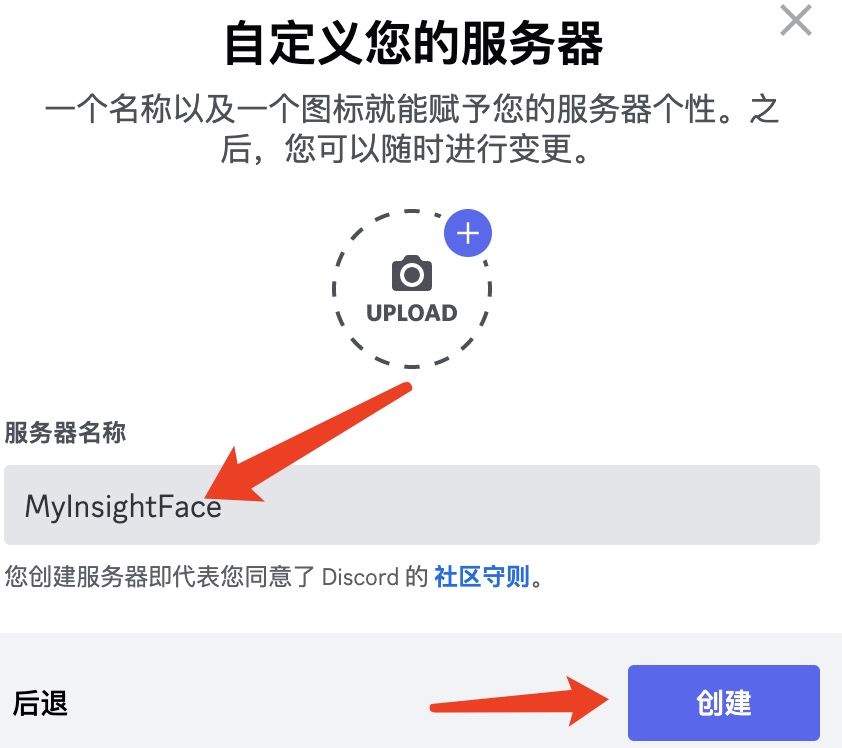 自定义您的服务器
一个名称以及一个图标就能赋予您的服务器个性。之
后，您可以随时进行变更。
UPLOAD
服务器名称
MyInsightFace
您创建服务器即代表您同意了 Discord 的 社区守则。
后退
创建